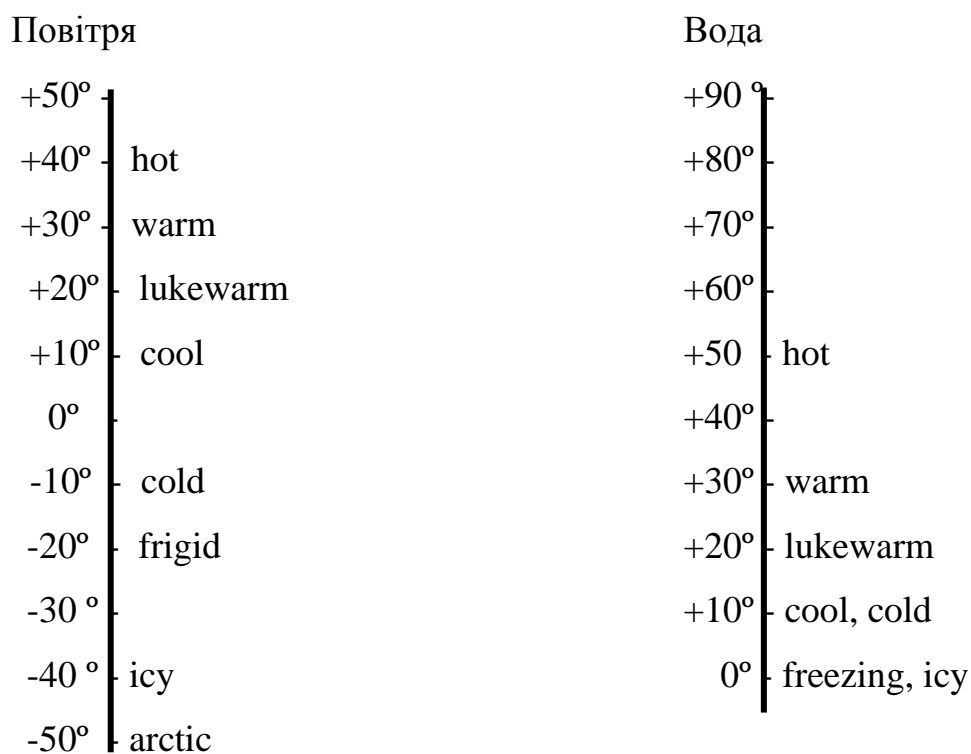 Повітря
+50º
+40º hot
+30º warm
+20º lukewarm
+10º cool
0º
-10º cold
-20º frigid
-30 º
-40 º icy
-50º arctic
Вода
+90 º
+80º
+70º
+60º
+50 hot
+40º
+30º warm
+20º lukewarm
+10º cool, cold
0º freezing, icy